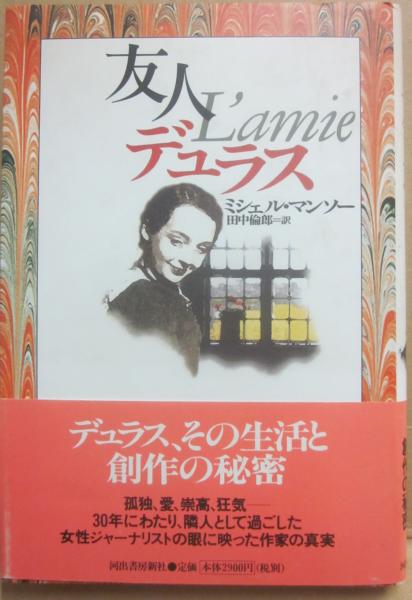 友人
L'amie
デュラス
ミシェル・マンソー
田中倫郎=訳
デュラス、その生活と
創作の秘密
孤独、愛、崇高、狂気――
30年にわたり、隣人として過ごした
女性ジャーナリストの眼に映った作家の真実
河出書房新社●定価 本体2900円(税別)